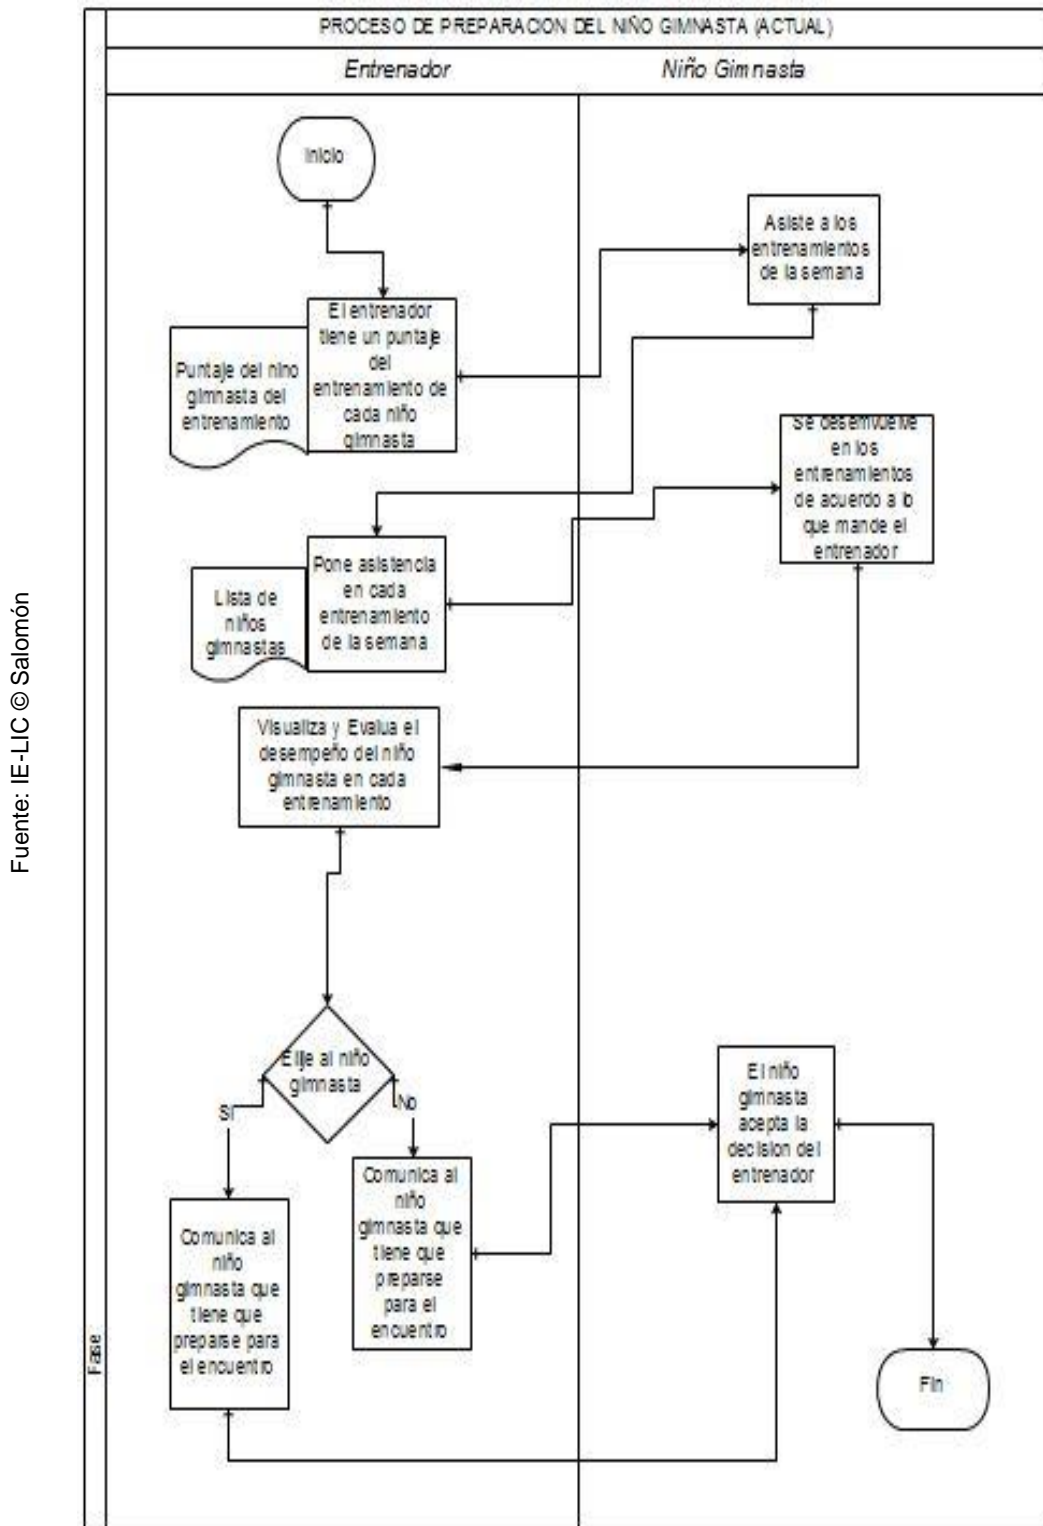 PROCESO DE PREPARACION DEL NIÑO GIMNASTA (ACTUAL)
Entrenador
Niño Gimnasta
Inicio
El entrenador
tiene un puntaje
del
entrenamiento de
cada niño
gimnasta
Puntaje del nino
gimnasta del
entrenamiento
Asiste a los
entrenamientos
de la semana
Pone asistencia
en cada
entrenamiento
de la semana
Lista de
niños
gimnastas
Se desemvuelve
en los
entrenamientos
de acuerdo a lo
que mande el
entrenador
Visualiza y Evalua el
desempeño del niño
gimnasta en cada
entrenamiento
Elije al niño
gimnasta
Si
No
Comunica al
niño
gimnasta que
tiene que
preparse para
el encuentro
Comunica al
niño
gimnasta que
tiene que
preparse
para el
encuentro
El niño
gimnasta
acepta la
decision del
entrenador
Fin
Fase
Fuente: IE-LIC © Salomón